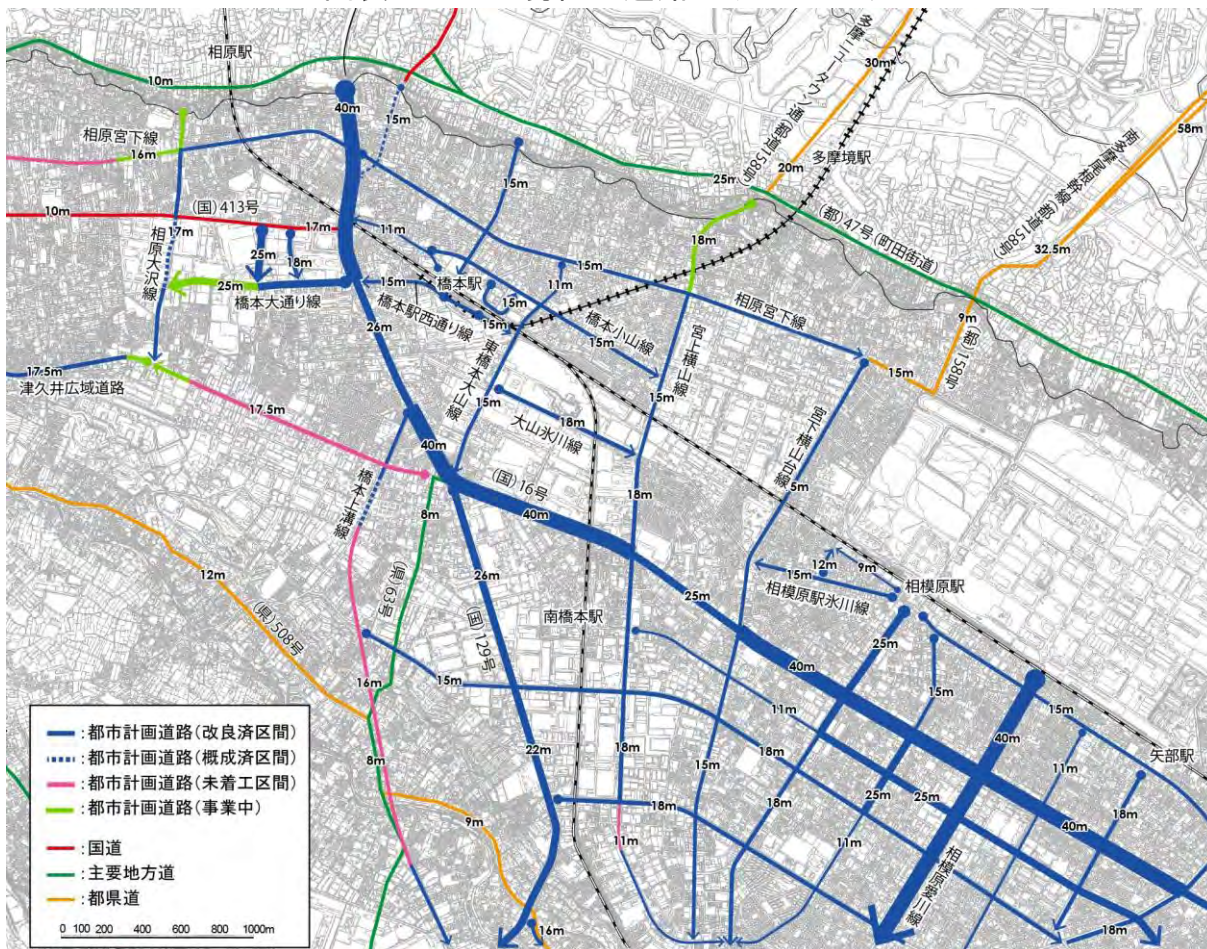 相原駅
10m
40m
15m
30m
58m
多摩ニュータウン通(都道158号)
多摩境駅
南多摩尾根幹線(都道158号)
相原宮下線
16m
25m
20m
15m
(都)47号(町田街道)
32.5m
10m
(国)413号
17m
17m
11m
18m
相原大沢線
25m
18m
橋本駅
15m
11m
15m
9m
(都)158号
25m
橋本大通り線
15m
橋本駅西通り線
15m
15m
相原宮下線
橋本小山線
15m
宮上横山線
26m
東橋本大山線
17.5m
津久井広域道路
15m
15m
15m
宮下横山台線
17.5m
18m
大山氷川線
40m
橋本上溝線
(国)16号
18m
5m
8m
40m
12m
26m
12m
9m
15m
相模原駅
相模原駅氷川線
(県)63号
南橋本駅
25m
25m
(県)508号
(国)129号
40m
16m
15m
11m
15m
40m
15m
矢部駅
22m
18m
18m
11m
8m
15m
18m
25m
25m
18m
40m
9m
18m
11m
11m
相模原愛川線
16m
18m
:都市計画道路(改良済区間)
:都市計画道路(概成済区間)
:都市計画道路(未着工区間)
:都市計画道路(事業中)
:国道
:主要地方道
:都県道
0 100 200 400 600 1000m